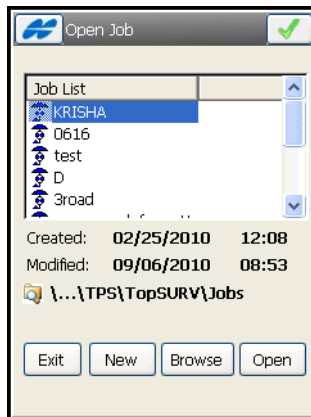 Open Job
Job List
KRISHA
0616
test
D
3road
Created: 02/25/2010 12:08
Modified: 09/06/2010 08:53
\...\TPS\TopSURV\Jobs
Exit New Browse Open